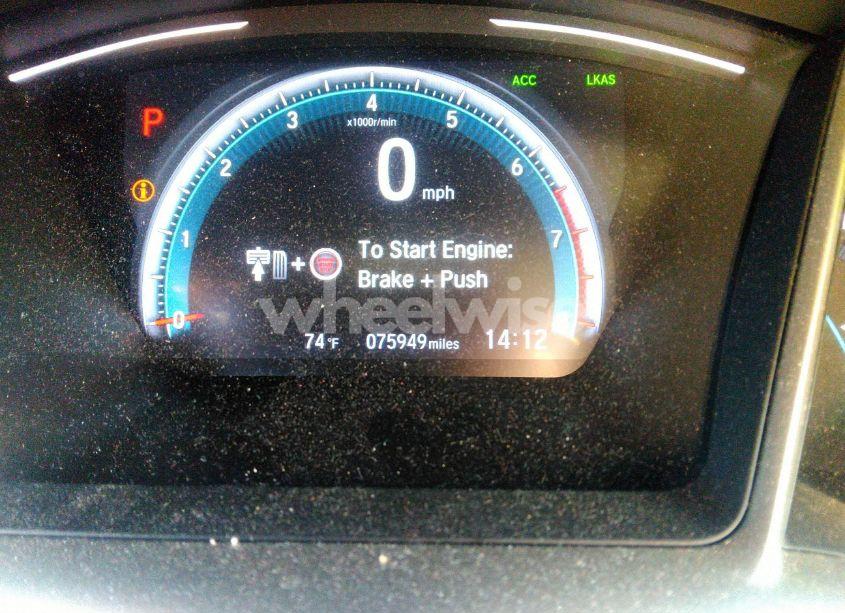 ACC
LKAS
P
4
x1000r/min
3
5
2
6
0 mph
1
7
To Start Engine:
Brake + Push
0
wheelwise
74°F
075949 miles
14:12